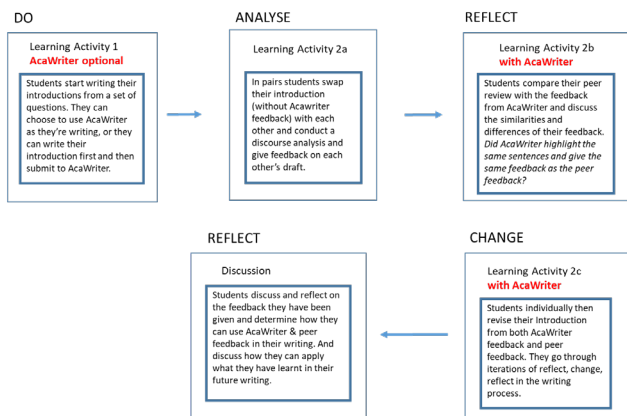 DO
Learning Activity 1
AcaWriter optional
Students start writing their
introductions from a set of
questions. They can
choose to use AcaWriter
as they're writing, or they
can write their
introduction first and then
submit to AcaWriter.
ANALYSE
Learning Activity 2a
In pairs students swap
their introduction
(without Acawriter
feedback) with each
other and conduct a
discourse analysis and
give feedback on each
other's draft.
REFLECT
Learning Activity 2b
with AcaWriter
Students compare their peer
review with the feedback
from AcaWriter and discuss
the similarities and
differences of their feedback.
Did AcaWriter highlight the
same sentences and give the
same feedback as the peer
feedback?
CHANGE
Learning Activity 2c
with AcaWriter
Students individually then
revise their Introduction
from both AcaWriter
feedback and peer
feedback. They go through
iterations of reflect, change,
reflect in the writing
process.
REFLECT
Discussion
Students discuss and reflect on
the feedback they have been
given and determine how they
can use AcaWriter & peer
feedback in their writing. And
discuss how they can apply
what they have learnt in their
future writing.